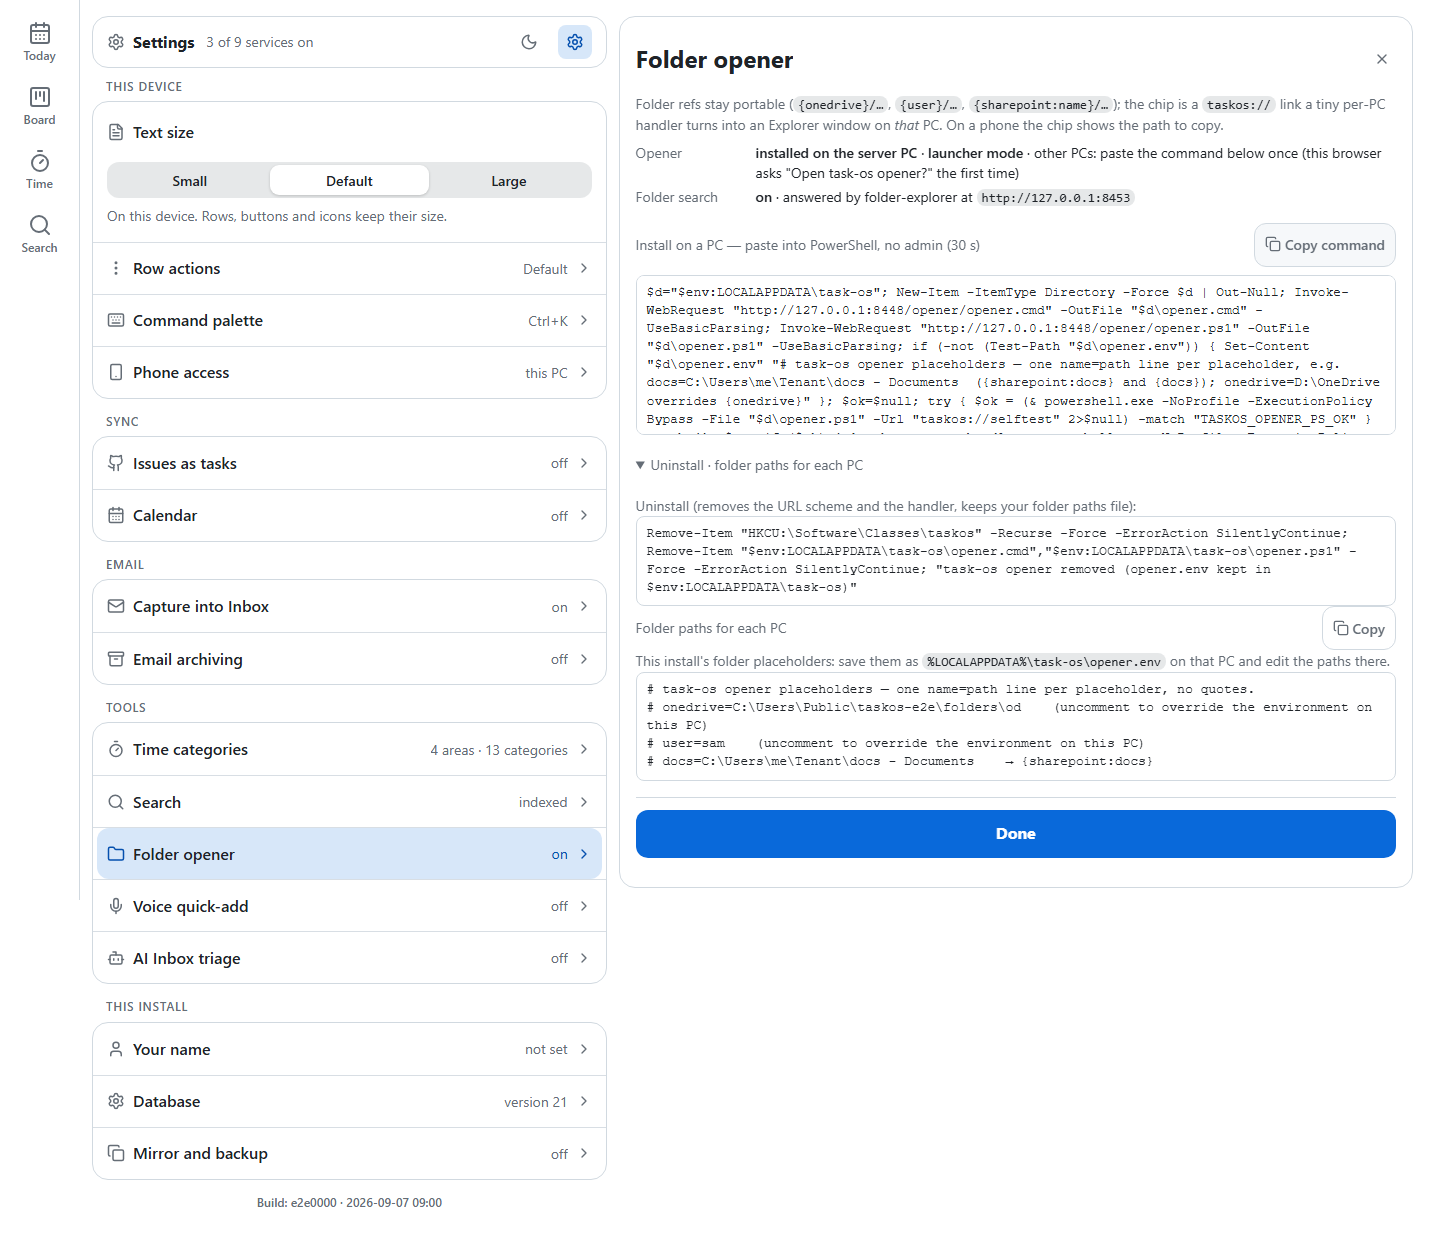 Today
Board
Time
Search
Settings 3 of 9 services on
THIS DEVICE
Text size
Small Default Large
On this device. Rows, buttons and icons keep their size.
Row actions Default
Command palette Ctrl+K
Phone access this PC
SYNC
Issues as tasks off
Calendar off
EMAIL
Capture into Inbox on
Email archiving off
TOOLS
Time categories 4 areas · 13 categories
Search indexed
Folder opener on
Voice quick-add off
AI Inbox triage off
THIS INSTALL
Your name not set
Database version 21
Mirror and backup off
Build: e2e0000 · 2026-09-07 09:00
Folder opener
Folder refs stay portable ( {onedrive}/… , {user}/… , {sharepoint:name}/… ); the chip is a taskos:// link a tiny per-PC
handler turns into an Explorer window on that PC. On a phone the chip shows the path to copy.
Opener installed on the server PC · launcher mode · other PCs: paste the command below once (this browser
asks "Open task-os opener?" the first time)
Folder search on · answered by folder-explorer at http://127.0.0.1:8453
Install on a PC — paste into PowerShell, no admin (30 s) Copy command
$d="$env:LOCALAPPDATA\task-os"; New-Item -ItemType Directory -Force $d | Out-Null; Invoke-
WebRequest "http://127.0.0.1:8448/opener/opener.cmd" -OutFile "$d\opener.cmd" -
UseBasicParsing; Invoke-WebRequest "http://127.0.0.1:8448/opener/opener.ps1" -OutFile
"$d\opener.ps1" -UseBasicParsing; if (-not (Test-Path "$d\opener.env")) { Set-Content
"$d\opener.env" "# task-os opener placeholders — one name=path line per placeholder, e.g.
docs=C:\Users\me\Tenant\docs - Documents  ({sharepoint:docs} and {docs}); onedrive=D:\OneDrive
overrides {onedrive}" }; $ok=$null; try { $ok = (& powershell.exe -NoProfile -ExecutionPolicy
Bypass -File "$d\opener.ps1" -Url "taskos://selftest" 2>$null) -match "TASKOS_OPENER_PS_OK" }
▼ Uninstall · folder paths for each PC
Uninstall (removes the URL scheme and the handler, keeps your folder paths file):
Remove-Item "HKCU:\Software\Classes\taskos" -Recurse -Force -ErrorAction SilentlyContinue;
Remove-Item "$env:LOCALAPPDATA\task-os\opener.cmd","$env:LOCALAPPDATA\task-os\opener.ps1" -
Force -ErrorAction SilentlyContinue; "task-os opener removed (opener.env kept in
$env:LOCALAPPDATA\task-os)"
Folder paths for each PC Copy
This install's folder placeholders: save them as %LOCALAPPDATA%\task-os\opener.env on that PC and edit the paths there.
# task-os opener placeholders — one name=path line per placeholder, no quotes.
# onedrive=C:\Users\Public\taskos-e2e\folders\od    (uncomment to override the environment on
this PC)
# user=sam    (uncomment to override the environment on this PC)
# docs=C:\Users\me\Tenant\docs - Documents    → {sharepoint:docs}
Done